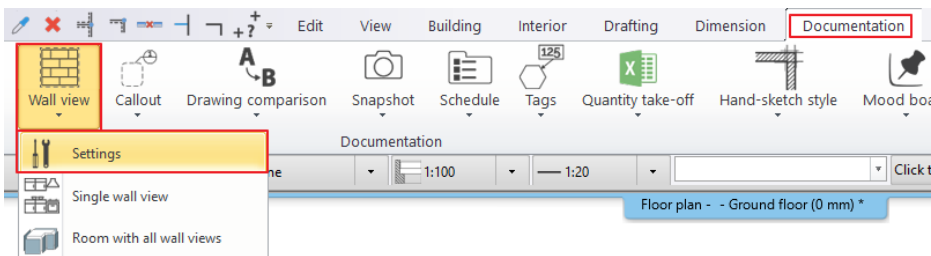 Edit View Building Interior Drafting Dimension Documentation
A B 125 X
Wall view Callout Drawing comparison Snapshot Schedule Tags Quantity take-off Hand-sketch style Mood boa
Documentation
Settings
ne 1:100 1:20 Click t
Single wall view
Floor plan - - Ground floor (0 mm) *
Room with all wall views